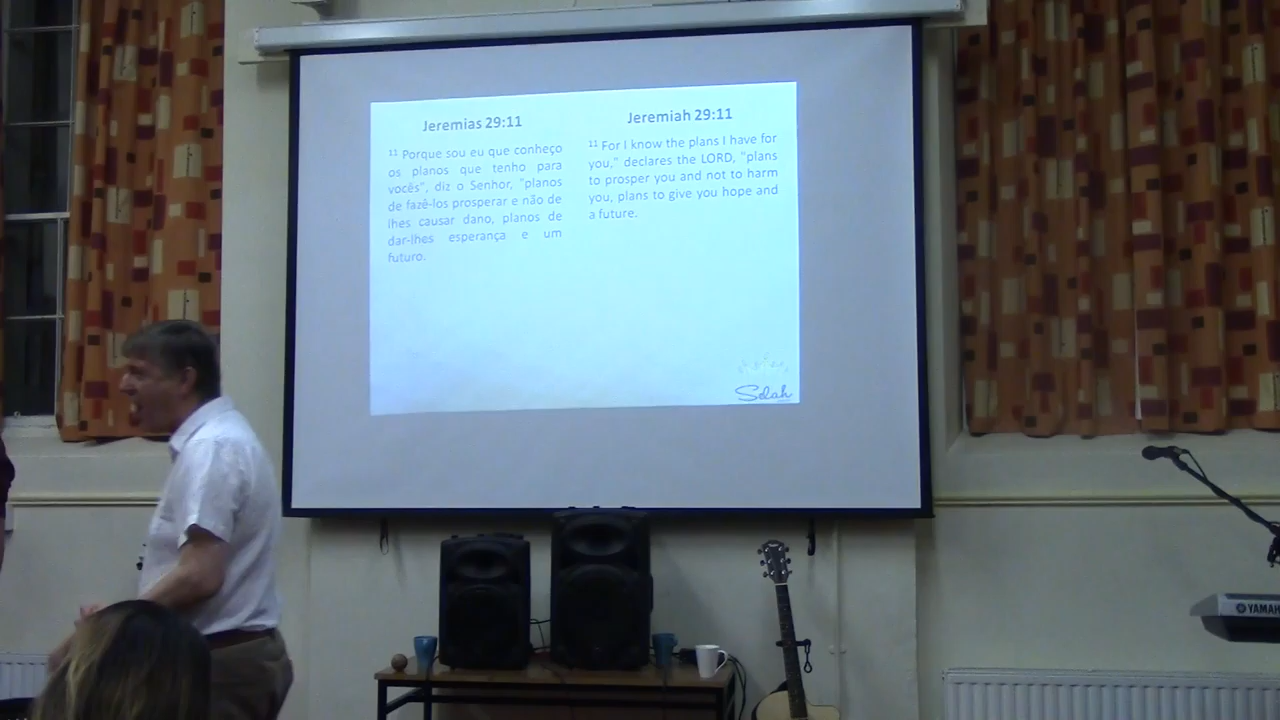 Jeremias 29:11
11 Porque sou eu que conheço
os planos que tenho para
vocês", diz o Senhor, "planos
de fazê-los prosperar e não de
lhes causar dano, planos de
dar-lhes esperança e um
futuro.
Jeremiah 29:11
11 For I know the plans I have for
you," declares the LORD, "plans
to prosper you and not to harm
you, plans to give you hope and
a future.
Selah
YAMAH